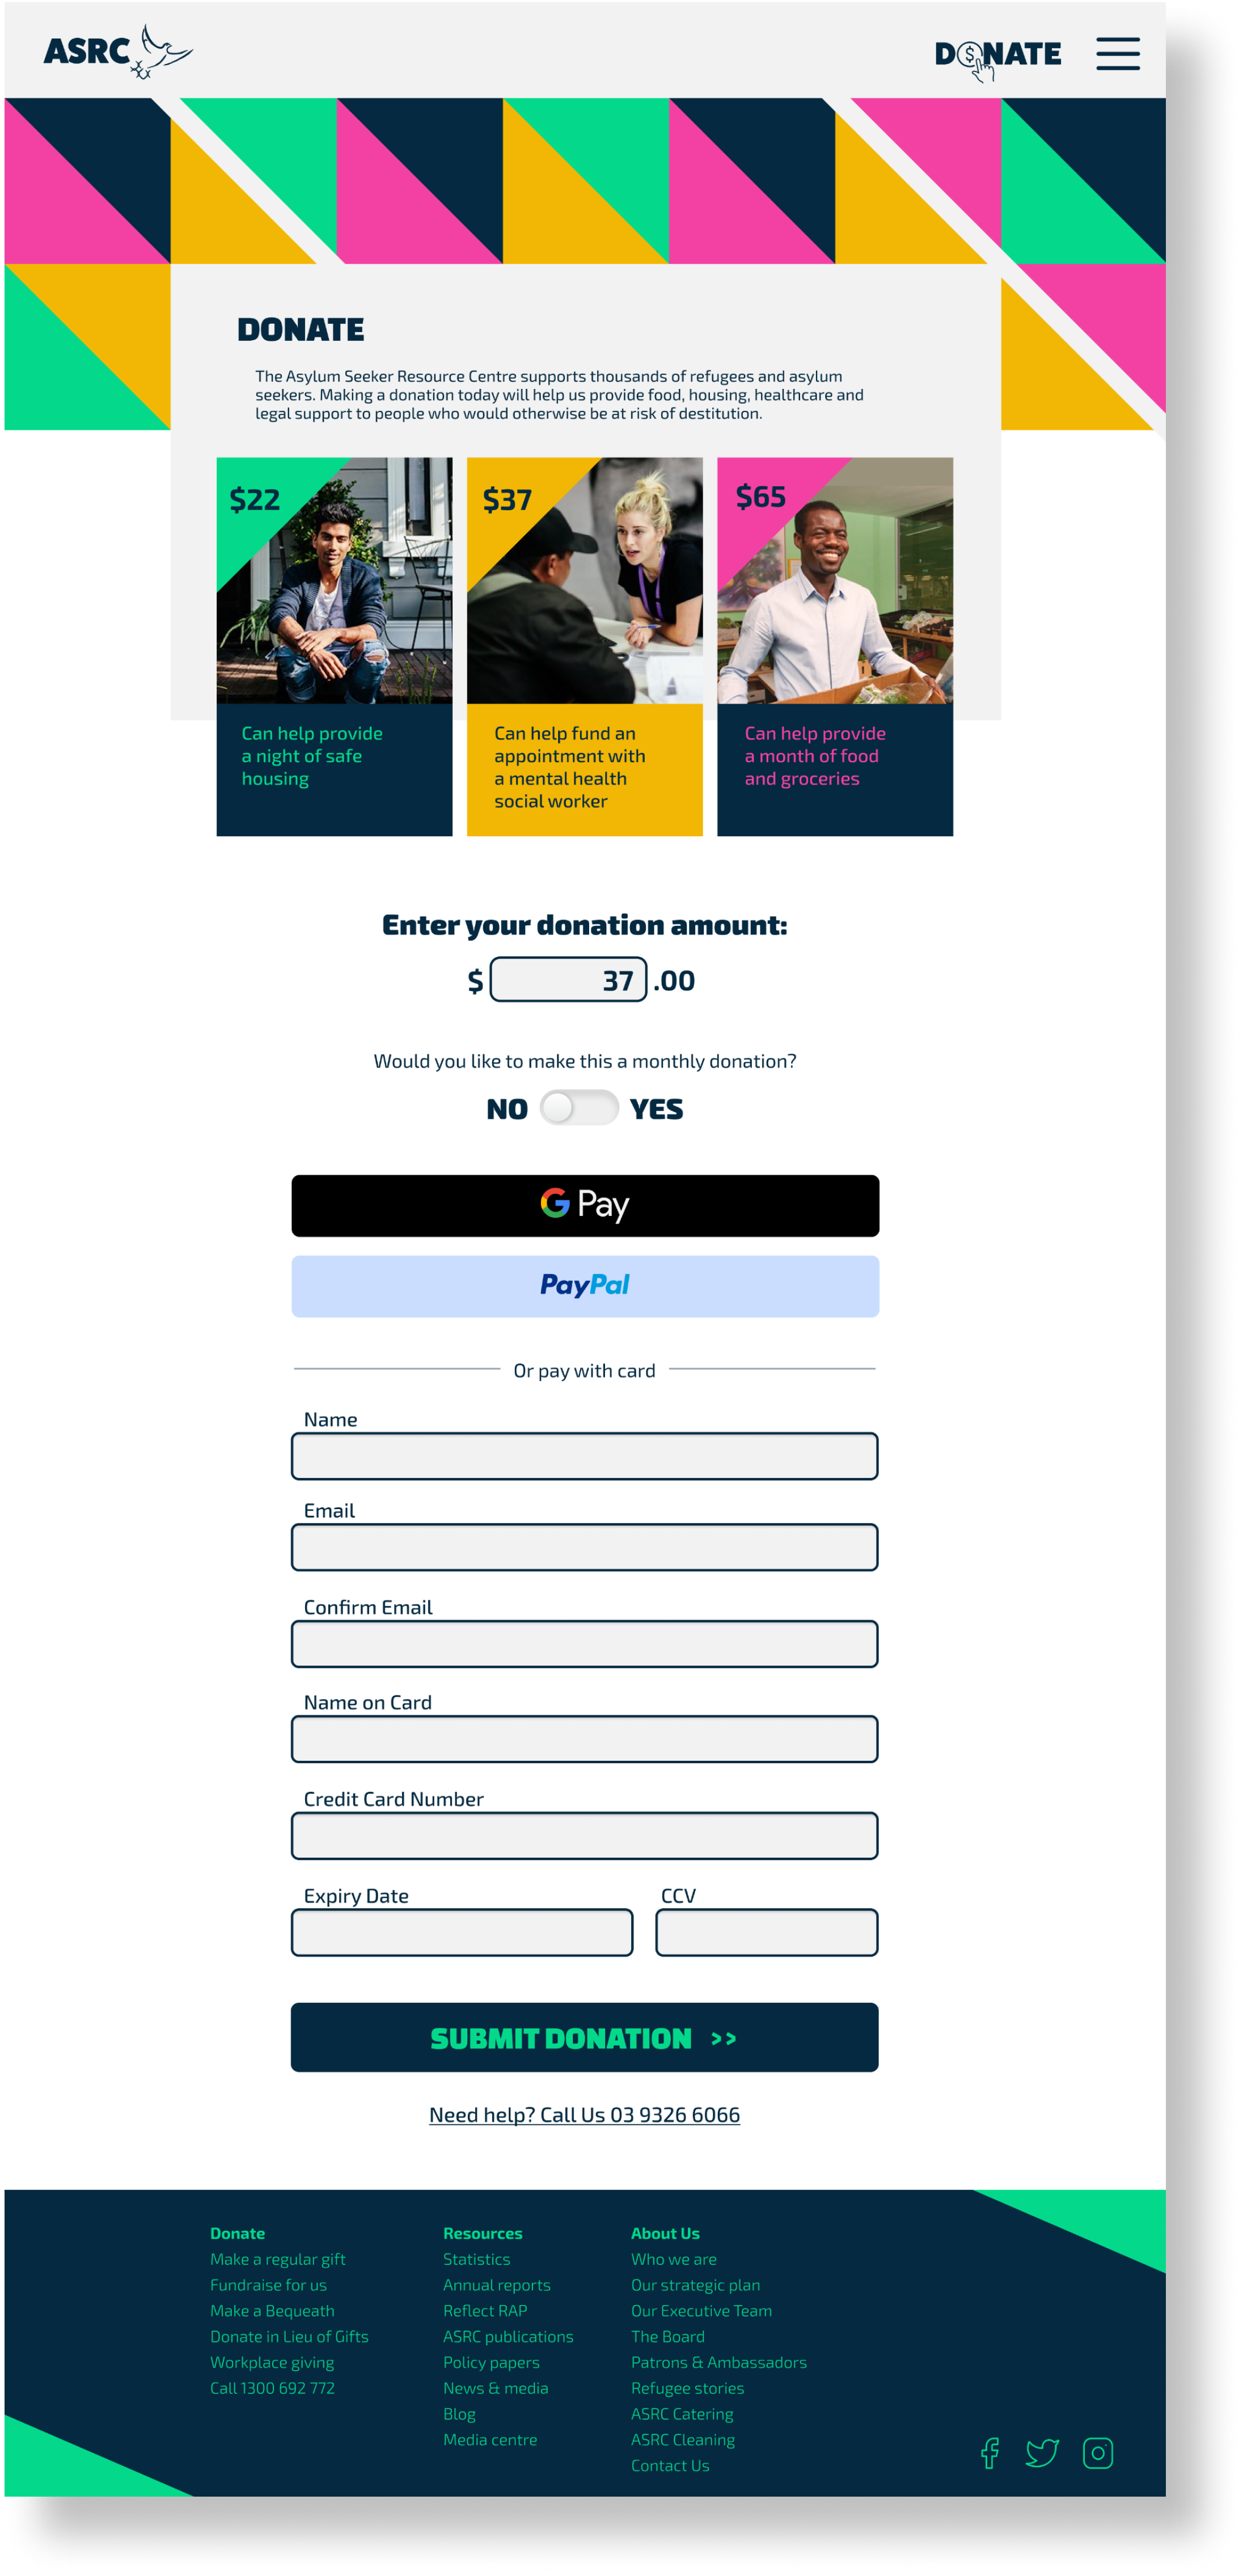 ASRC
DONATE
DONATE
The Asylum Seeker Resource Centre supports thousands of refugees and asylum
seekers. Making a donation today will help us provide food, housing, healthcare and
legal support to people who would otherwise be at risk of destitution.
$22
$37
$65
Can help provide
a night of safe
housing
Can help fund an
appointment with
a mental health
social worker
Can help provide
a month of food
and groceries
Enter your donation amount:
$ 37 .00
Would you like to make this a monthly donation?
NO YES
G Pay
PayPal
Or pay with card
Name
Email
Confirm Email
Name on Card
Credit Card Number
Expiry Date
CCV
SUBMIT DONATION >>
Need help? Call Us 03 9326 6066
Donate
Make a regular gift
Fundraise for us
Make a Bequeath
Donate in Lieu of Gifts
Workplace giving
Call 1300 692 772
Resources
Statistics
Annual reports
Reflect RAP
ASRC publications
Policy papers
News & media
Blog
Media centre
About Us
Who we are
Our strategic plan
Our Executive Team
The Board
Patrons & Ambassadors
Refugee stories
ASRC Catering
ASRC Cleaning
Contact Us